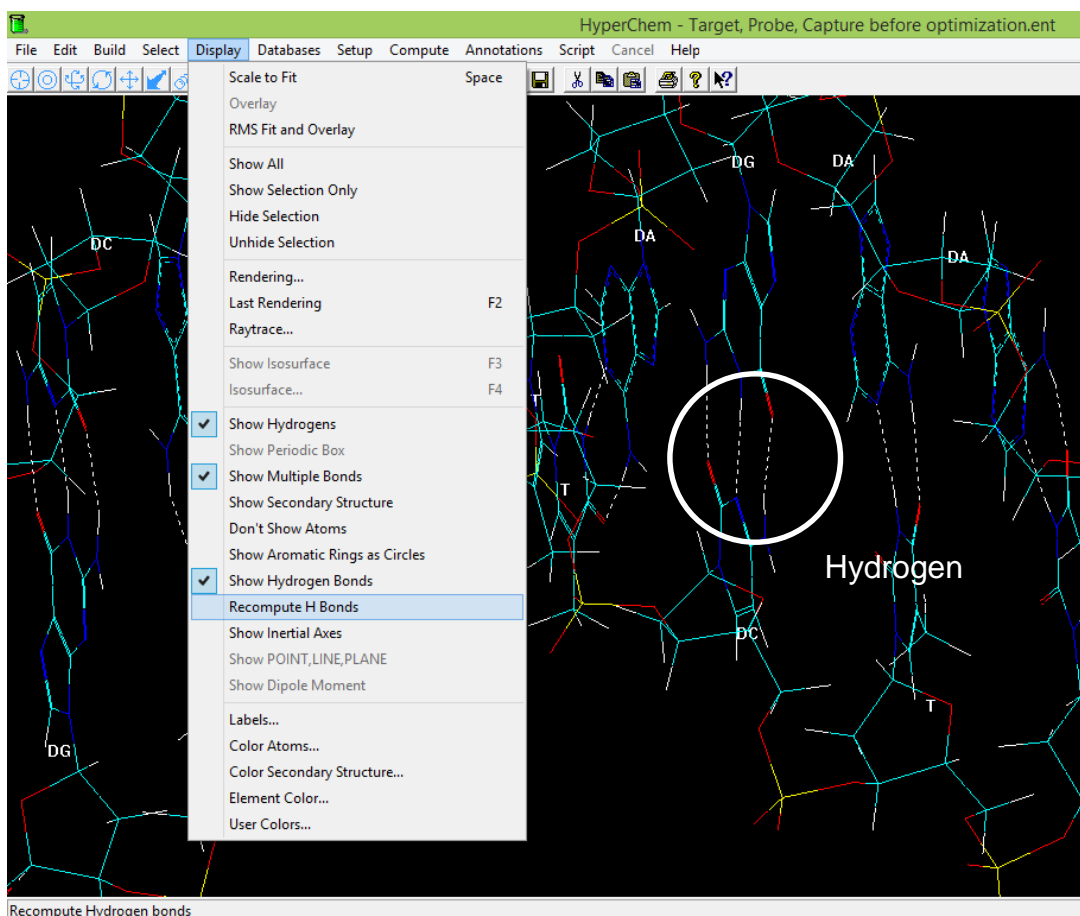 HyperChem - Target, Probe, Capture before optimization.ent
File Edit Build Select Display Databases Setup Compute Annotations Script Cancel Help
Scale to Fit Space
Overlay
RMS Fit and Overlay
Show All
Show Selection Only
Hide Selection
Unhide Selection
Rendering...
Last Rendering F2
Raytrace...
Show Isosurface F3
Isosurface... F4
Show Hydrogens
Show Periodic Box
Show Multiple Bonds
Show Secondary Structure
Don't Show Atoms
Show Aromatic Rings as Circles
Show Hydrogen Bonds
Recompute H Bonds
Show Inertial Axes
Show POINT,LINE,PLANE
Show Dipole Moment
Labels...
Color Atoms...
Color Secondary Structure...
Element Color...
User Colors...
DG DA
DC
DA
DA
T
T
Hydrogen
DC
T
DG
Recompute Hydrogen bonds